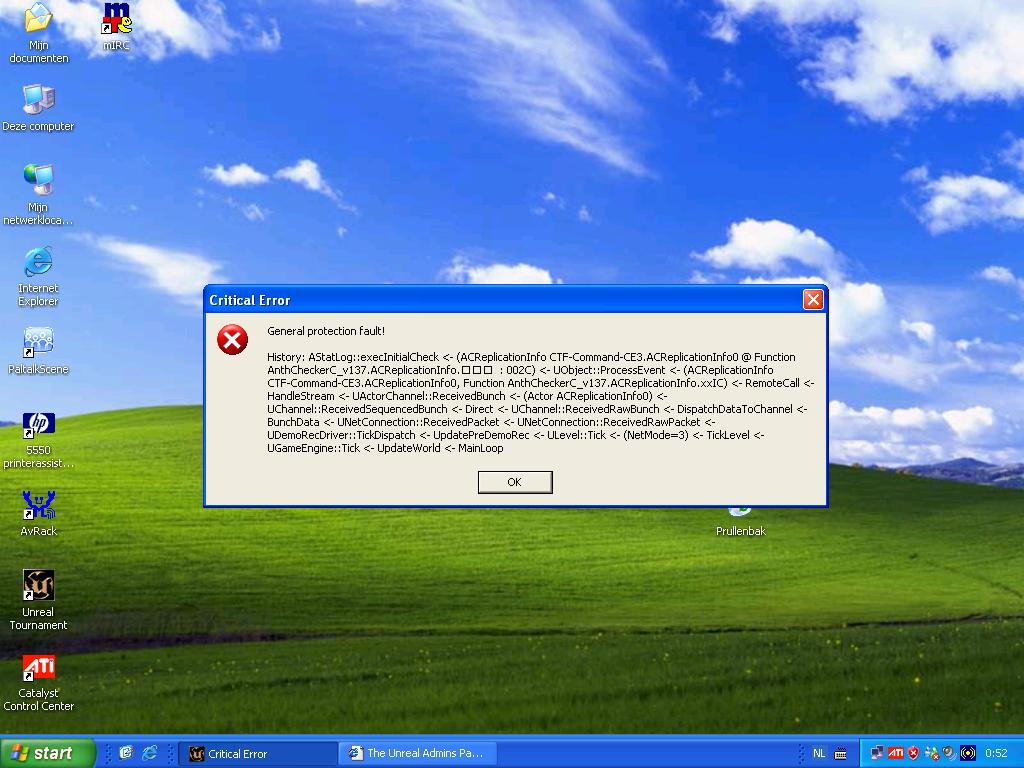 Mijn
documenten
mIRC
Deze computer
Mijn
netwerkloca...
Internet
Explorer
PaltalkScene
hp
5550
printerassist...
AvRack
Unreal
Tournament
ATI
Catalyst
Control Center
Prullenbak
Critical Error
General protection fault!
History: AStatLog::execInitialCheck <- (ACReplicationInfo CTF-Command-CE3.ACReplicationInfo0 @ Function
AnthCheckerC_v137.ACReplicationInfo.□□□ : 002C) <- UObject::ProcessEvent <- (ACReplicationInfo
CTF-Command-CE3.ACReplicationInfo0, Function AnthCheckerC_v137.ACReplicationInfo.xxIC) <- RemoteCall <-
HandleStream <- UActorChannel::ReceivedBunch <- (Actor ACReplicationInfo0) <-
UChannel::ReceivedSequencedBunch <- Direct <- UChannel::ReceivedRawBunch <- DispatchDataToChannel <-
BunchData <- UNetConnection::ReceivedPacket <- UNetConnection::ReceivedRawPacket <-
UDemoRecDriver::TickDispatch <- UpdatePreDemoRec <- ULevel::Tick <- (NetMode=3) <- TickLevel <-
UGameEngine::Tick <- UpdateWorld <- MainLoop
OK
start
Critical Error
The Unreal Admins Pa...
NL
ATI
0:52